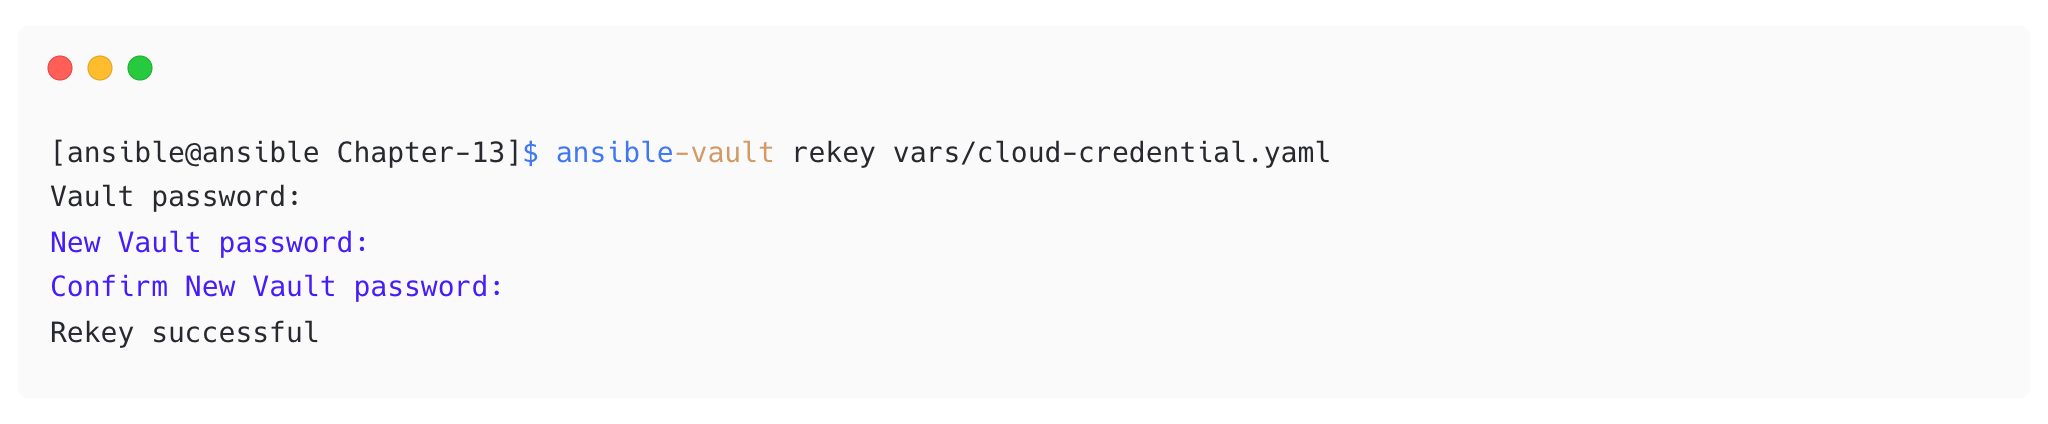 [ansible@ansible Chapter-13]$ ansible-vault rekey vars/cloud-credential.yaml
Vault password:
New Vault password:
Confirm New Vault password:
Rekey successful